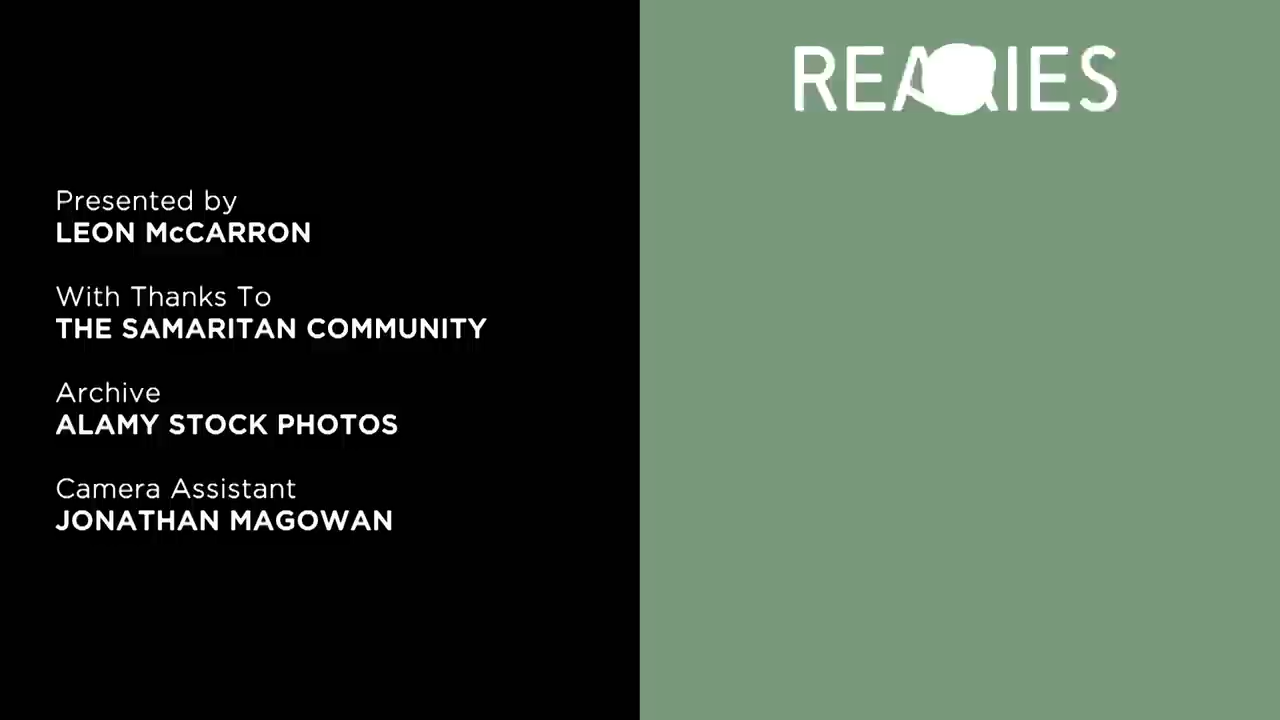 Presented by
LEON McCARRON
With Thanks To
THE SAMARITAN COMMUNITY
Archive
ALAMY STOCK PHOTOS
Camera Assistant
JONATHAN MAGOWAN